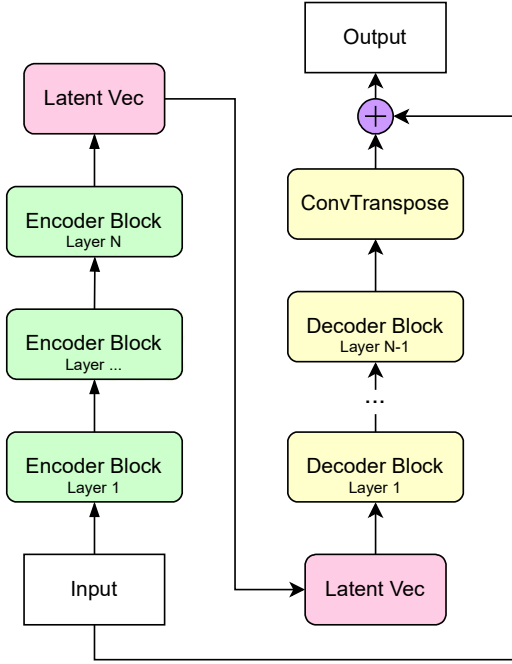 Latent Vec
Encoder Block
Layer N
Encoder Block
Layer ...
Encoder Block
Layer 1
Input
Output
+
ConvTranspose
Decoder Block
Layer N-1
...
Decoder Block
Layer 1
Latent Vec